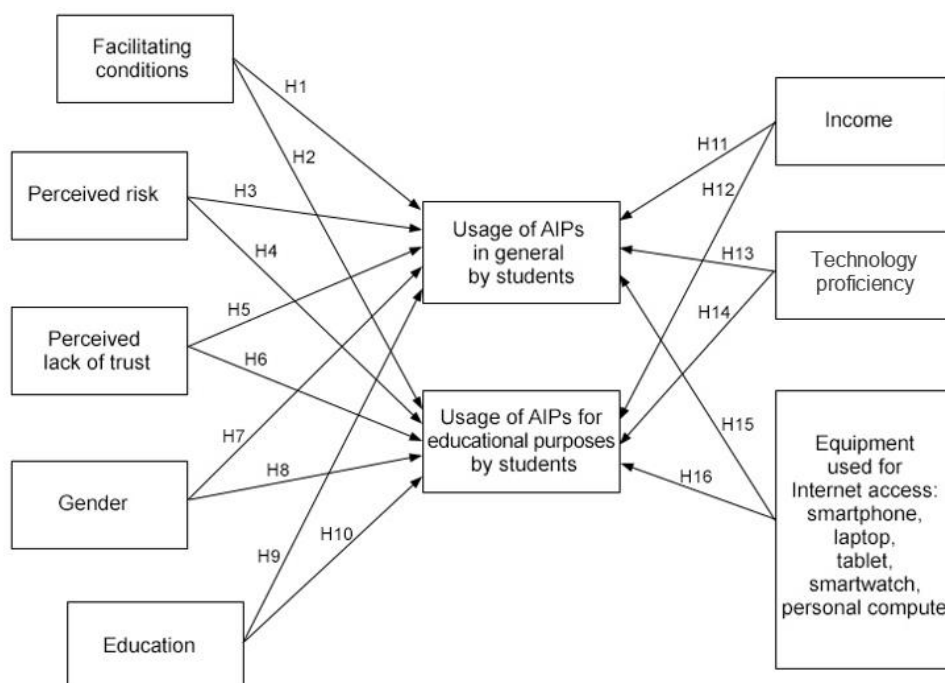 Facilitating
conditions
H1
H2
Perceived risk
H3
H4
Perceived
lack of trust
H5
H6
Gender
H7
H8
Education
H9
H10
Usage of AIPs
in general
by students
Usage of AIPs for
educational purposes
by students
Income
H11
H12
Technology
proficiency
H13
H14
Equipment
used for
Internet access:
smartphone,
laptop,
tablet,
smartwatch,
personal compute
H15
H16